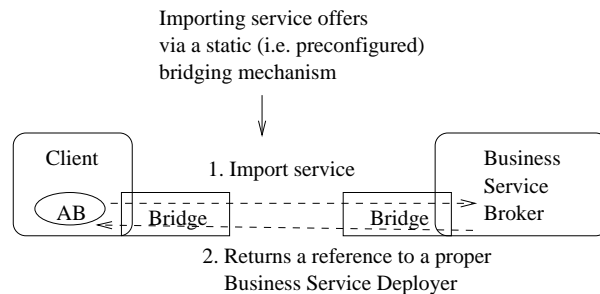 Importing service offers
via a static (i.e. preconfigured)
bridging mechanism
Client
1. Import service
Business
Service
Broker
AB
Bridge
Bridge
2. Returns a reference to a proper
Business Service Deployer